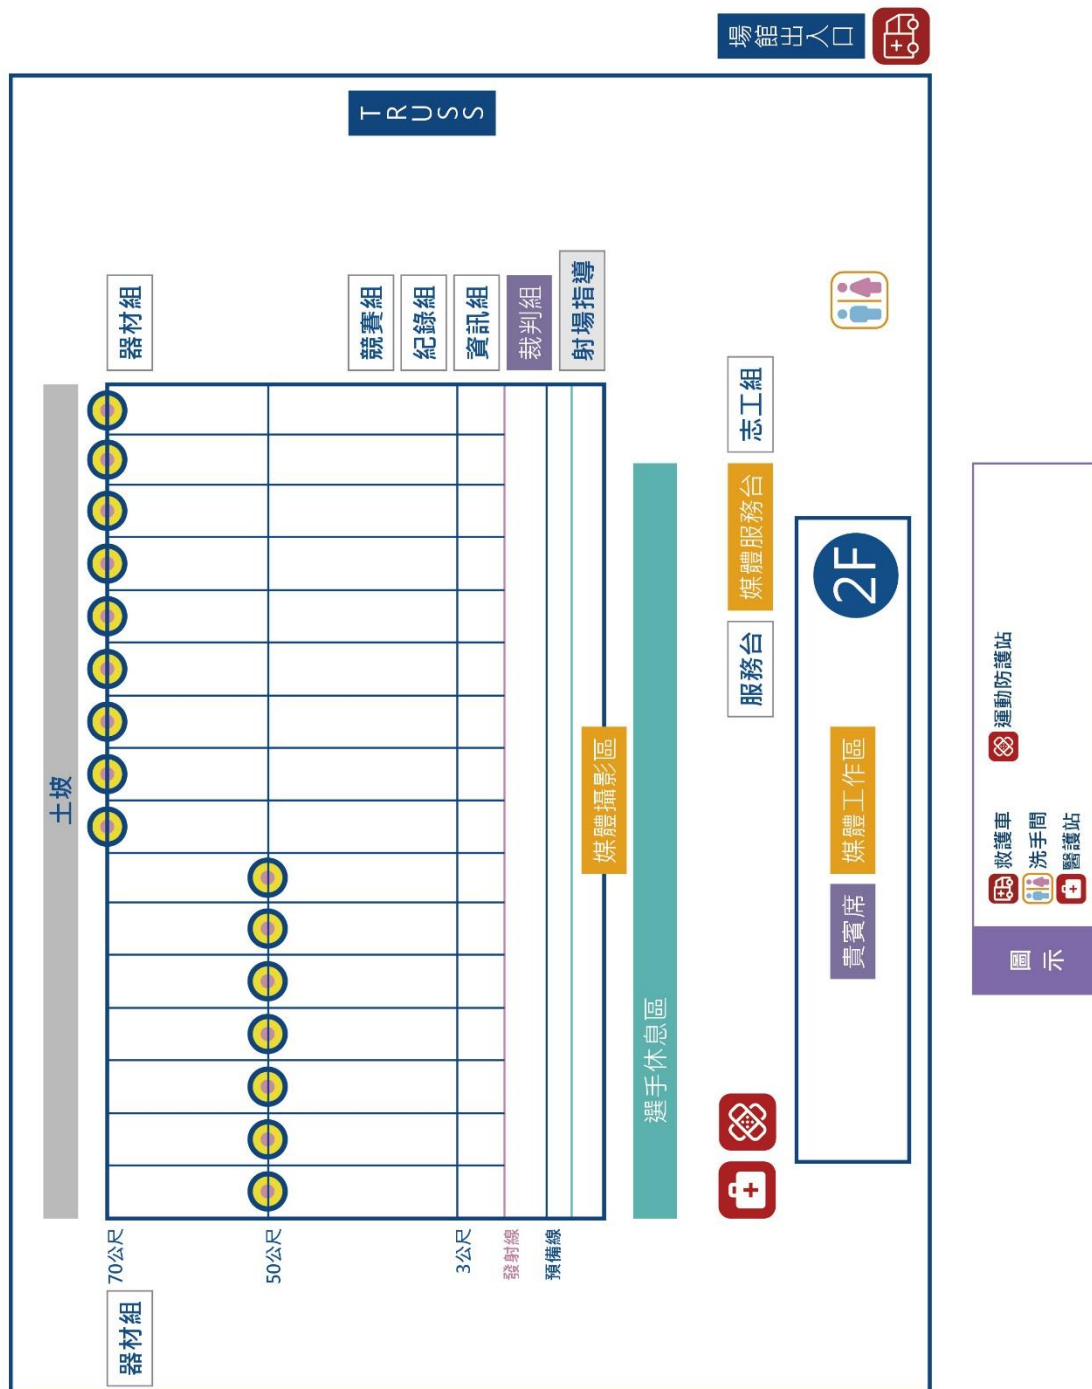 土坡
器材組
70公尺
50公尺
3公尺
發射線
預備線
器材組
競賽組
紀錄組
資訊組
裁判組
射場指導
TRUSS
場館出入口
媒體攝影區
選手休息區
服務台
媒體服務台
志工組
貴賓席
媒體工作區
2F
圖示
救護車
洗手間
醫護站
運動防護站